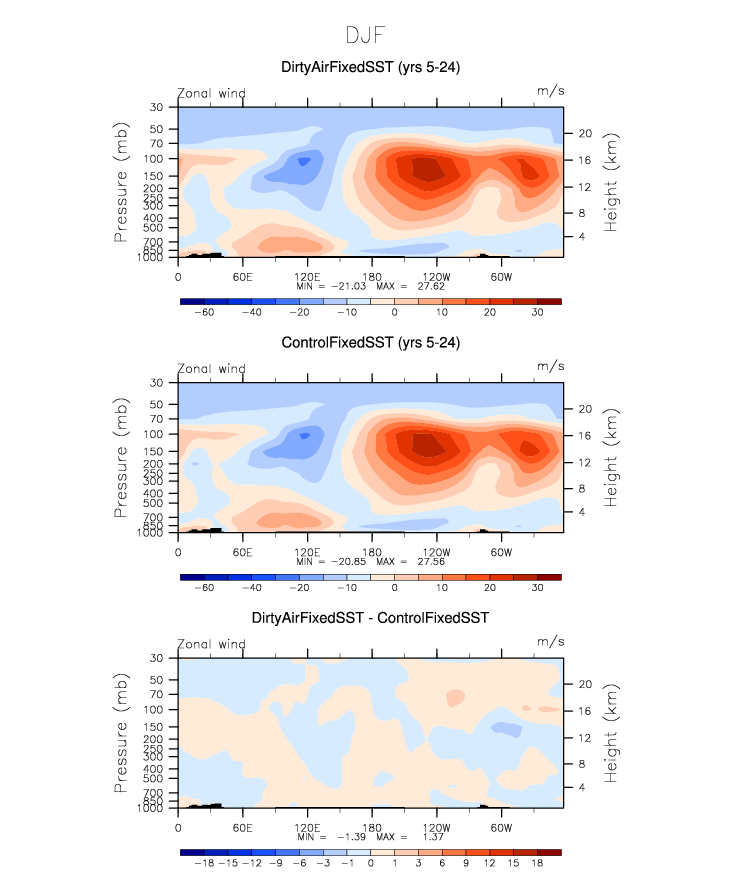 DJF
DirtyAirFixedSST (yrs 5-24)
Zonal wind m/s
Pressure (mb)
30
50
70
100
150
200
250
300
400
500
700
850
1000
20
16
12
8
4
Height (km)
0 60E 120E 180 120W 60W
MIN = -21.03 MAX = 27.62
-60 -40 -20 -10 0 10 20 30
ControlFixedSST (yrs 5-24)
Zonal wind m/s
Pressure (mb)
30
50
70
100
150
200
250
300
400
500
700
850
1000
20
16
12
8
4
Height (km)
0 60E 120E 180 120W 60W
MIN = -20.85 MAX = 27.56
-60 -40 -20 -10 0 10 20 30
DirtyAirFixedSST - ControlFixedSST
Zonal wind m/s
Pressure (mb)
30
50
70
100
150
200
250
300
400
500
700
850
1000
20
16
12
8
4
Height (km)
0 60E 120E 180 120W 60W
MIN = -1.39 MAX = 1.37
-18 -15 -12 -9 -6 -3 -1 0 1 3 6 9 12 15 18